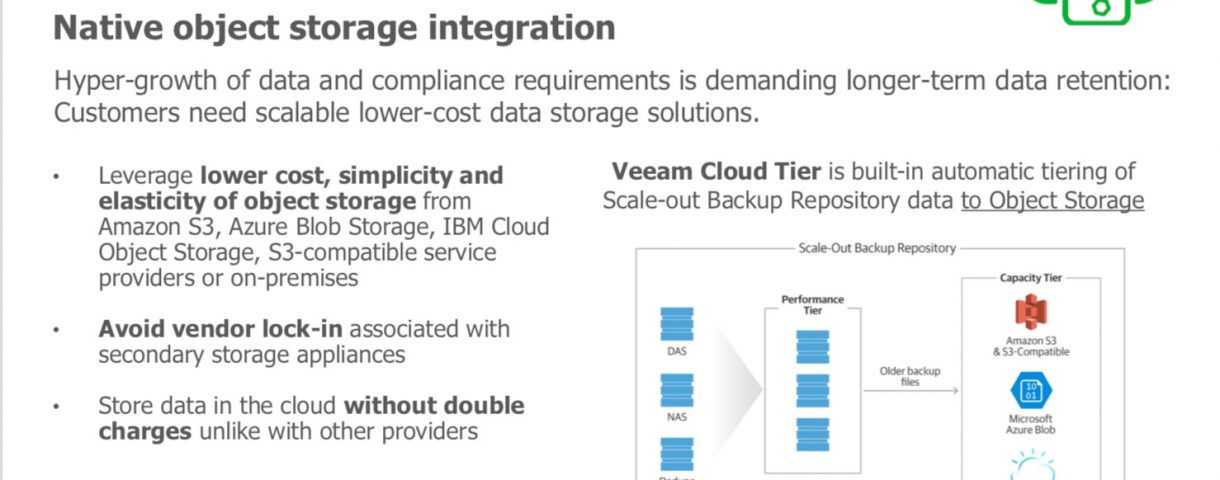 Native object storage integration
Hyper-growth of data and compliance requirements is demanding longer-term data retention:
Customers need scalable lower-cost data storage solutions.
• Leverage lower cost, simplicity and
elasticity of object storage from
Amazon S3, Azure Blob Storage, IBM Cloud
Object Storage, S3-compatible service
providers or on-premises
• Avoid vendor lock-in associated with
secondary storage appliances
• Store data in the cloud without double
charges unlike with other providers
Veeam Cloud Tier is built-in automatic tiering of
Scale-out Backup Repository data to Object Storage
Scale-Out Backup Repository
DAS
NAS
Performance
Tier
Older backup
files
Capacity Tier
Amazon S3
& S3-Compatible
10
01
Microsoft
Azure Blob